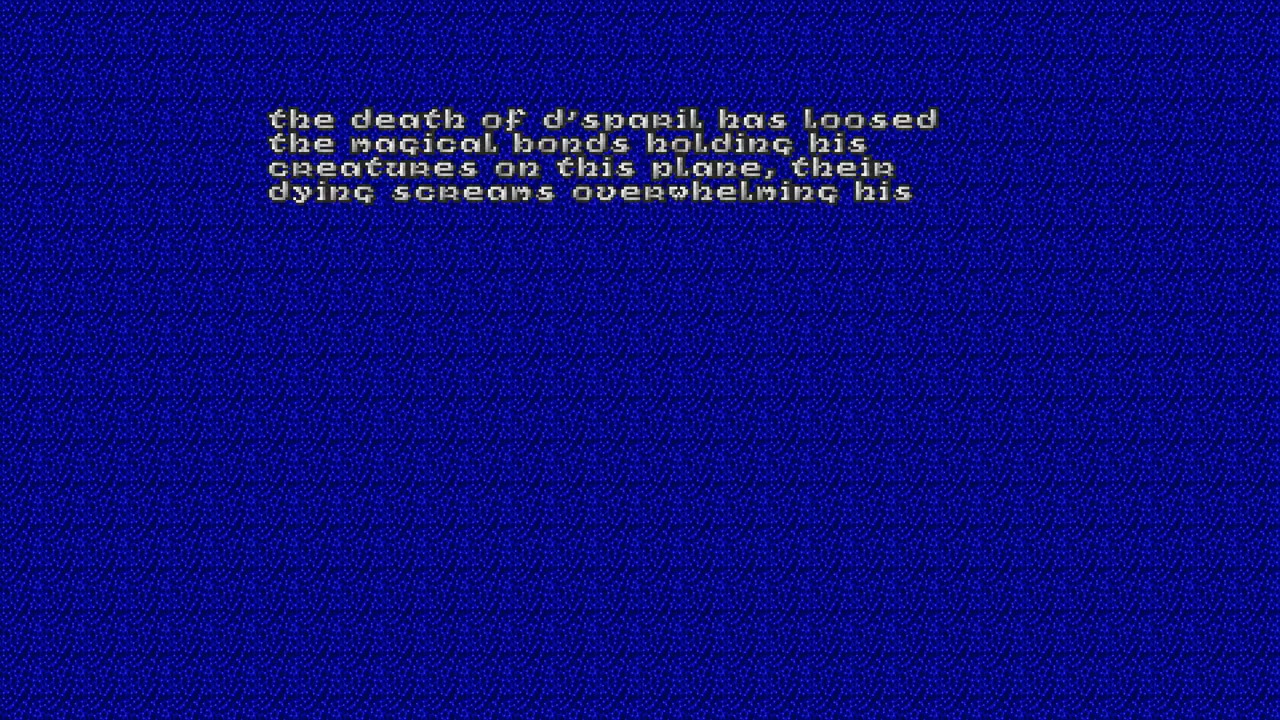 the death of d'sparil has loosed
the magical bonds holding his
creatures on this plane, their
dying screams overwhelming his